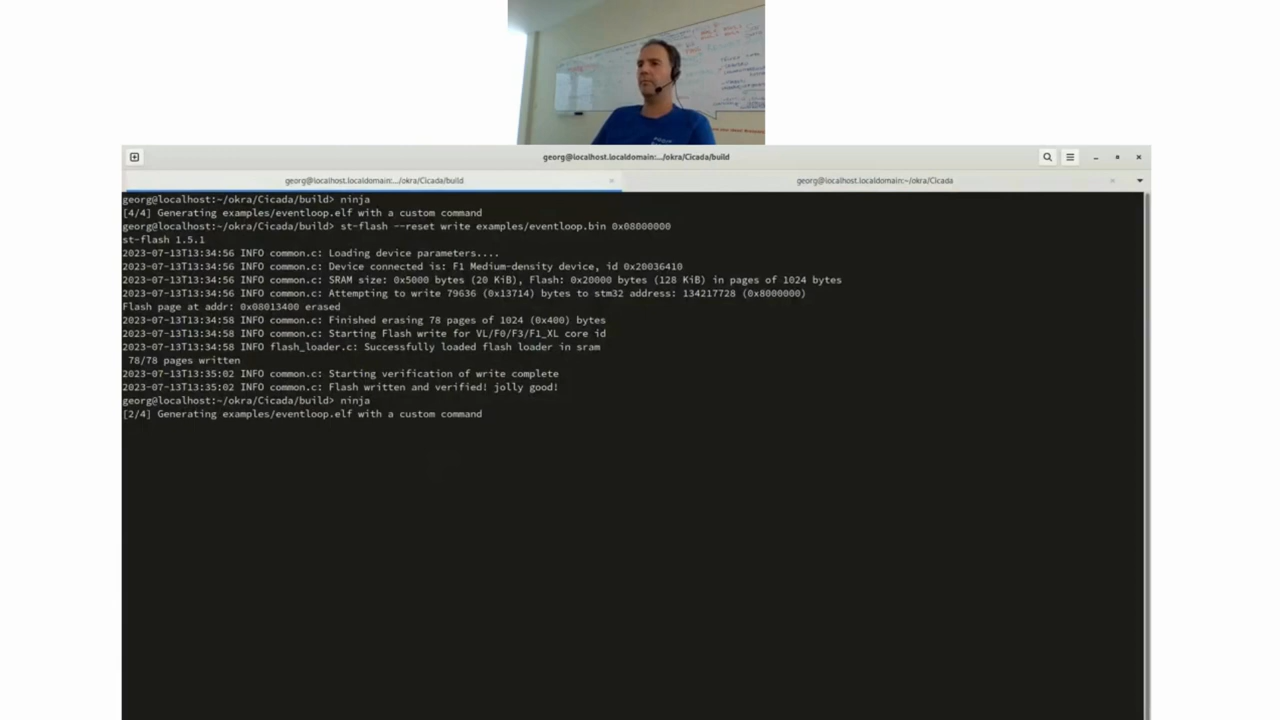 georg@localhost.localdomain:.../okra/Cicada/build
georg@localhost.localdomain:.../okra/Cicada/build
georg@localhost.localdomain:~/okra/Cicada
georg@localhost:~/okra/Cicada/build> ninja
[4/4] Generating examples/eventloop.elf with a custom command
georg@localhost:~/okra/Cicada/build> st-flash --reset write examples/eventloop.bin 0x08000000
st-flash 1.5.1
2023-07-13T13:34:56 INFO common.c: Loading device parameters....
2023-07-13T13:34:56 INFO common.c: Device connected is: F1 Medium-density device, id 0x20036410
2023-07-13T13:34:56 INFO common.c: SRAM size: 0x5000 bytes (20 KiB), Flash: 0x20000 bytes (128 KiB) in pages of 1024 bytes
2023-07-13T13:34:56 INFO common.c: Attempting to write 79636 (0x13714) bytes to stm32 address: 134217728 (0x8000000)
Flash page at addr: 0x08013400 erased
2023-07-13T13:34:58 INFO common.c: Finished erasing 78 pages of 1024 (0x400) bytes
2023-07-13T13:34:58 INFO common.c: Starting Flash write for VL/F0/F3/F1_XL core id
2023-07-13T13:34:58 INFO flash_loader.c: Successfully loaded flash loader in sram
78/78 pages written
2023-07-13T13:35:02 INFO common.c: Starting verification of write complete
2023-07-13T13:35:02 INFO common.c: Flash written and verified! jolly good!
georg@localhost:~/okra/Cicada/build> ninja
[2/4] Generating examples/eventloop.elf with a custom command